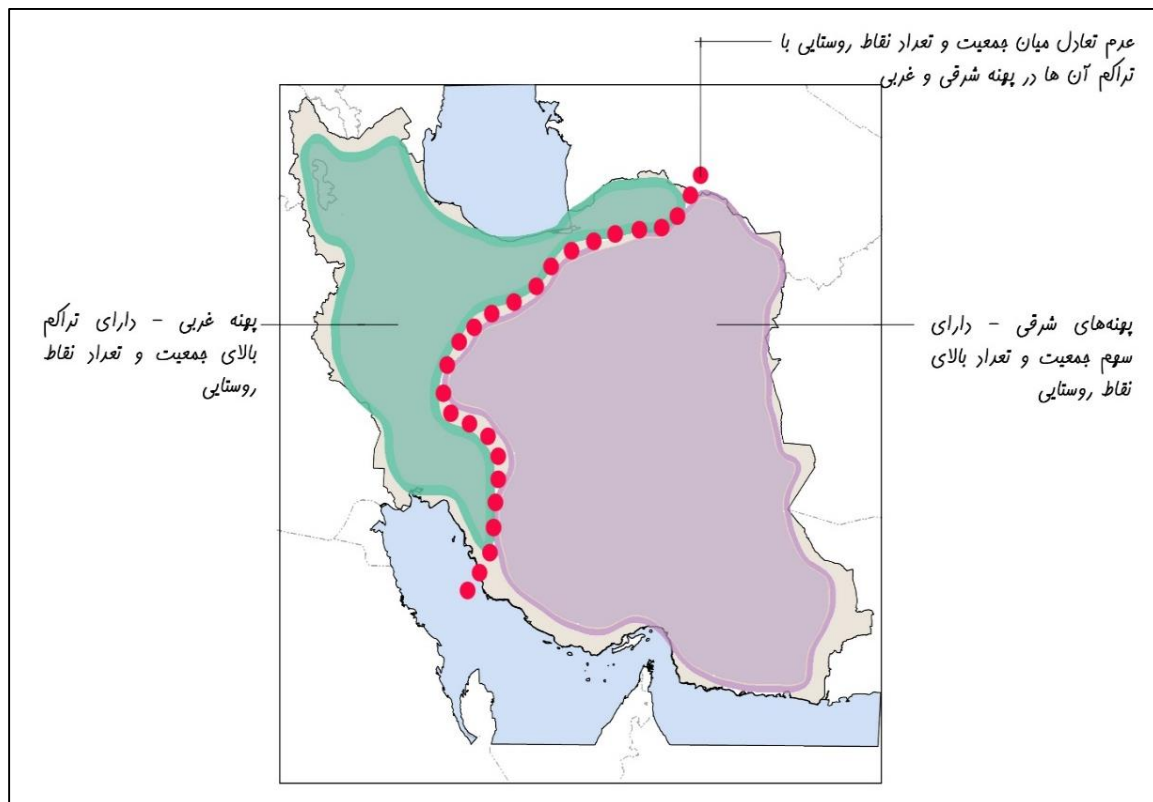 عدم تعادل میان جمعیت و تعداد نقاط روستایی با
تراکم آن ها در پهنه شرقی و غربی
پهنه‌های شرقی - دارای
سهم جمعیت و تعداد بالای
نقاط روستایی
پهنه غربی - دارای تراکم
بالای جمعیت و تعداد نقاط
روستایی